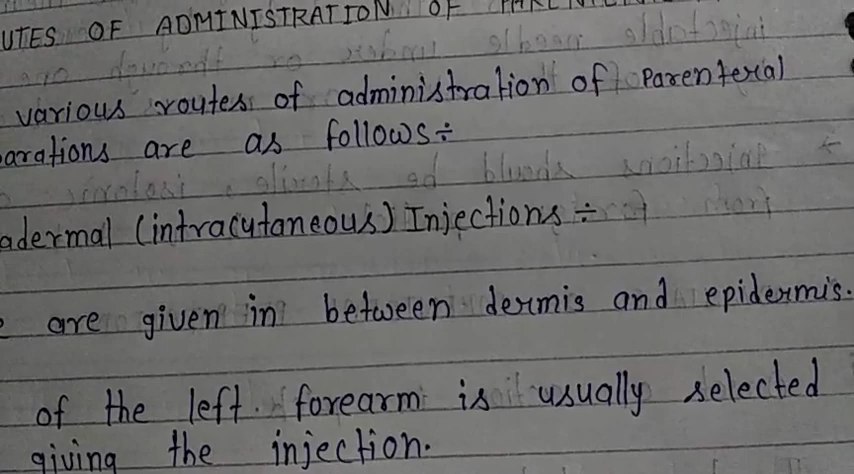 UTES OF ADMINISTRATION OF
various routes of administration of Parenteral
arations are as follows÷
adermal (intracutaneous) Injections ÷
are given in between dermis and epidermis.
of the left forearm is usually selected
giving the injection.